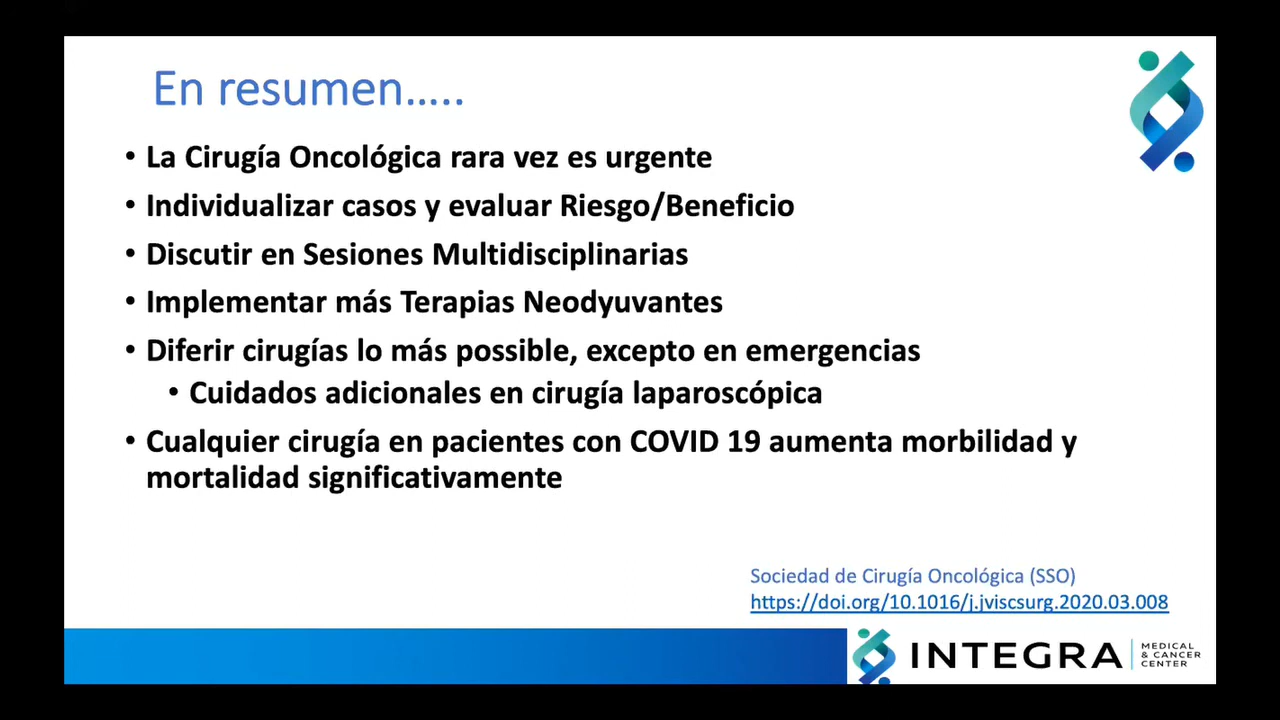 En resumen…..
• La Cirugía Oncológica rara vez es urgente
• Individualizar casos y evaluar Riesgo/Beneficio
• Discutir en Sesiones Multidisciplinarias
• Implementar más Terapias Neodyuvantes
• Diferir cirugías lo más possible, excepto en emergencias
• Cuidados adicionales en cirugía laparoscópica
• Cualquier cirugía en pacientes con COVID 19 aumenta morbilidad y
mortalidad significativamente
Sociedad de Cirugía Oncológica (SSO)
https://doi.org/10.1016/j.jviscsurg.2020.03.008
INTEGRA
MEDICAL
& CANCER
CENTER